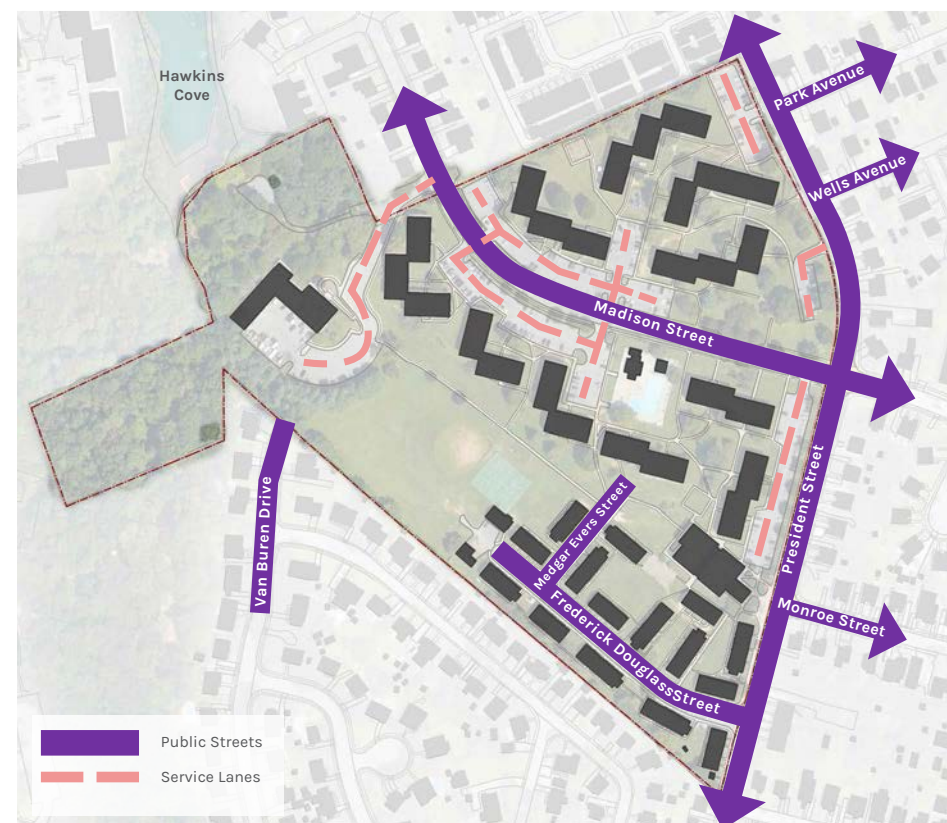 Hawkins
Cove
Park Avenue
Wells Avenue
Madison Street
President Street
Medgar Evers Street
Van Buren Drive
Monroe Street
Frederick DouglassStreet
Public Streets
Service Lanes